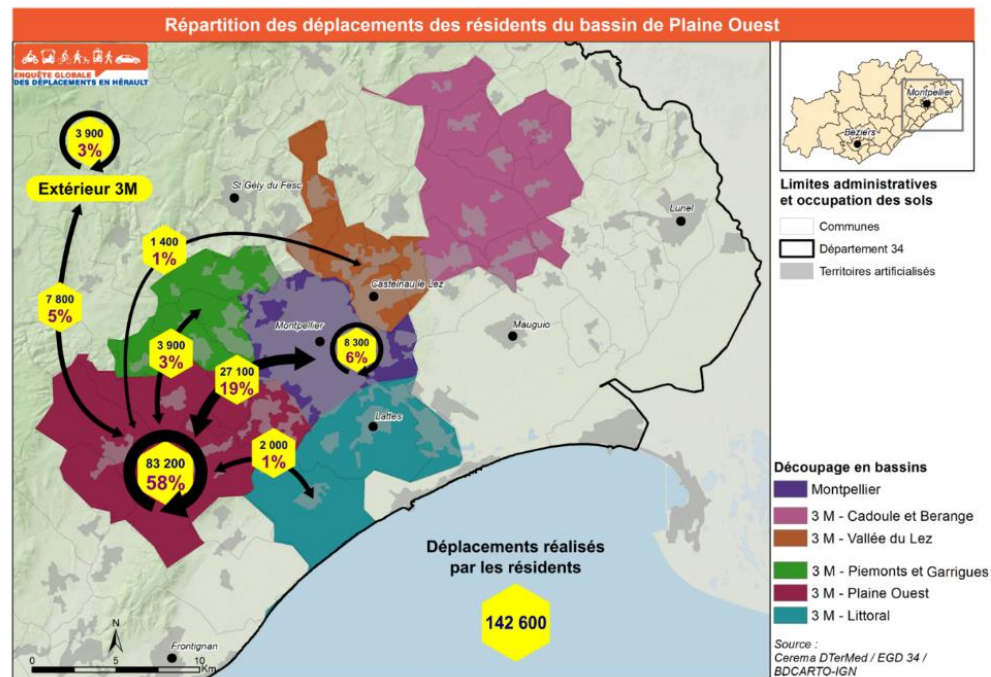 Répartition des déplacements des résidents du bassin de Plaine Ouest
ENQUÊTE GLOBALE
DES DÉPLACEMENTS EN HÉRAULT
3 900
3%
Extérieur 3M
St Gély du Fesc
1 400
1%
7 800
5%
3 900
3%
27 100
19%
Castelnau le Lez
Montpellier
8 300
6%
Mauguio
Lunel
Lattes
2 000
1%
83 200
58%
Déplacements réalisés
par les résidents
142 600
Frontignan
N
0 5 10
Km
Montpellier
Béziers
Limites administratives
et occupation des sols
Communes
Département 34
Territoires artificialisés
Découpage en bassins
Montpellier
3 M - Cadoule et Berange
3 M - Vallée du Lez
3 M - Piemonts et Garrigues
3 M - Plaine Ouest
3 M - Littoral
Source :
Cerema DTerMed / EGD 34 /
BDCARTO-IGN